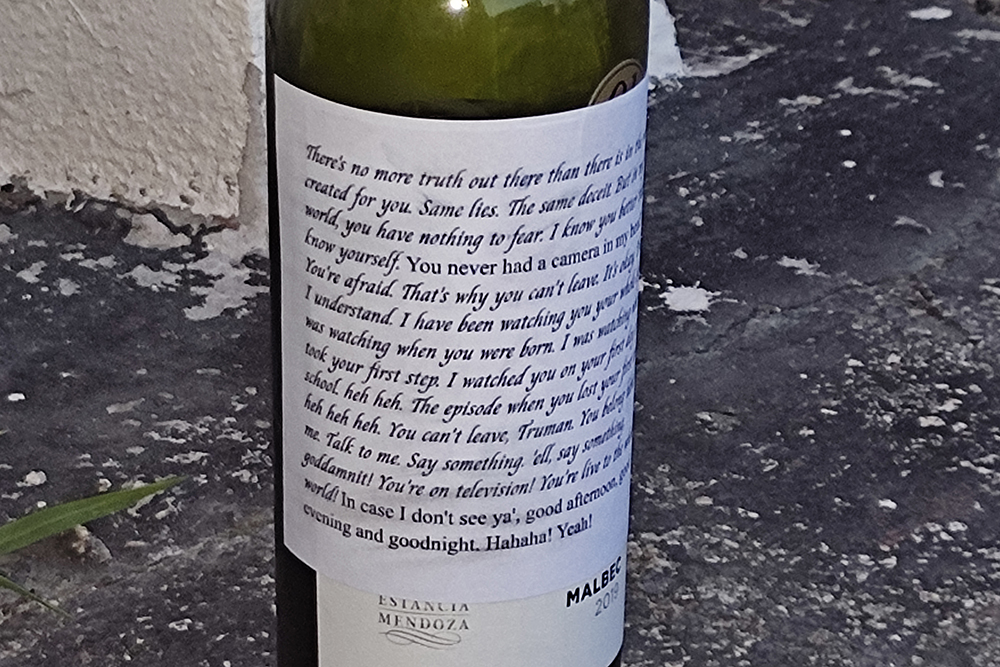 There's no more truth out there than there is in the
created for you. Same lies. The same deceit. But in my
world, you have nothing to fear. I know you better
know yourself. You never had a camera in my
You're afraid. That's why you can't leave. It's okay,
I understand. I have been watching you your whole
was watching when you were born. I was watching
took your first step. I watched you on your first day
school, heh heh. The episode when you lost your first
heh heh heh. You can't leave, Truman. You belong
me. Talk to me. Say something. 'ell, say something,
goddamnit! You're on television! You're live to the
world! In case I don't see ya', good afternoon, good
evening and goodnight. Hahaha! Yeah!
ESTANCIA
MENDOZA
MALBEC
2019